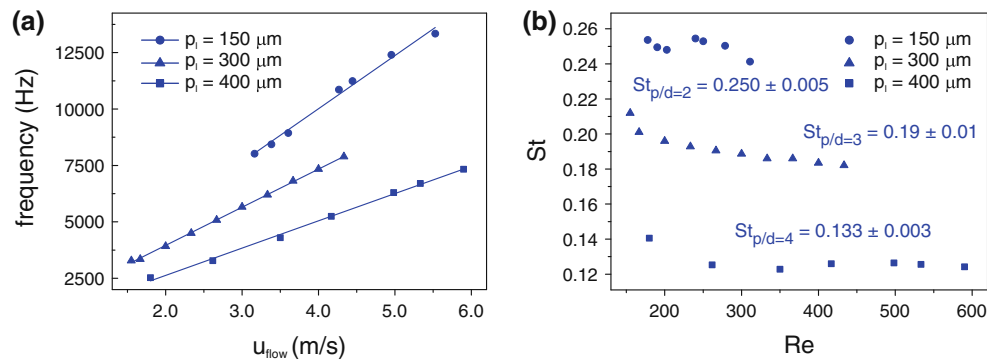 (a)
p_l = 150 μm
p_l = 300 μm
p_l = 400 μm
frequency (Hz)
12500
10000
7500
5000
2500
2.0 3.0 4.0 5.0 6.0
u_flow (m/s)
(b)
p_l = 150 μm
p_l = 300 μm
p_l = 400 μm
St_p/d=2 = 0.250 ± 0.005
St_p/d=3 = 0.19 ± 0.01
St_p/d=4 = 0.133 ± 0.003
St
0.26
0.24
0.22
0.20
0.18
0.16
0.14
0.12
200 300 400 500 600
Re